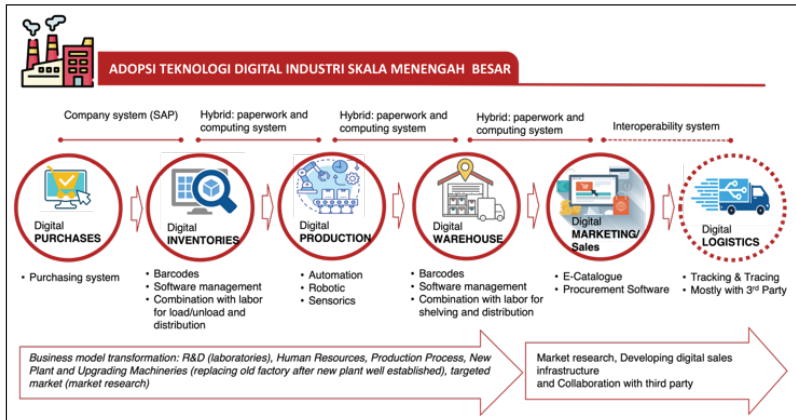 ADOPSI TEKNOLOGI DIGITAL INDUSTRI SKALA MENENGAH BESAR
Company system (SAP)
Hybrid: paperwork and
computing system
Hybrid: paperwork and
computing system
Hybrid: paperwork and
computing system
Interoperability system
Digital
PURCHASES
Digital
INVENTORIES
Digital
PRODUCTION
Digital
WAREHOUSE
Digital
MARKETING/
Sales
Digital
LOGISTICS
• Purchasing system
• Barcodes
• Software management
• Combination with labor
for load/unload and
distribution
• Automation
• Robotic
• Sensorics
• Barcodes
• Software management
• Combination with labor for
shelving and distribution
• E-Catalogue
• Procurement Software
• Tracking & Tracing
• Mostly with 3rd Party
Business model transformation: R&D (laboratories), Human Resources, Production Process, New
Plant and Upgrading Machineries (replacing old factory after new plant well established), targeted
market (market research)
Market research, Developing digital sales
infrastructure
and Collaboration with third party